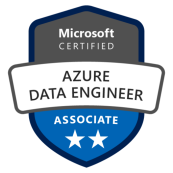 Microsoft
CERTIFIED
AZURE
DATA ENGINEER
ASSOCIATE